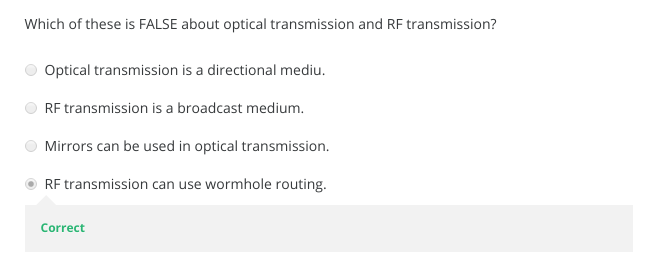 Which of these is FALSE about optical transmission and RF transmission?
Optical transmission is a directional mediu.
RF transmission is a broadcast medium.
Mirrors can be used in optical transmission.
RF transmission can use wormhole routing.
Correct